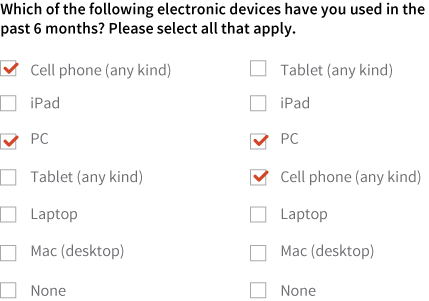 Which of the following electronic devices have you used in the
past 6 months? Please select all that apply.
Cell phone (any kind)
iPad
PC
Tablet (any kind)
Laptop
Mac (desktop)
None
Tablet (any kind)
iPad
PC
Cell phone (any kind)
Laptop
Mac (desktop)
None